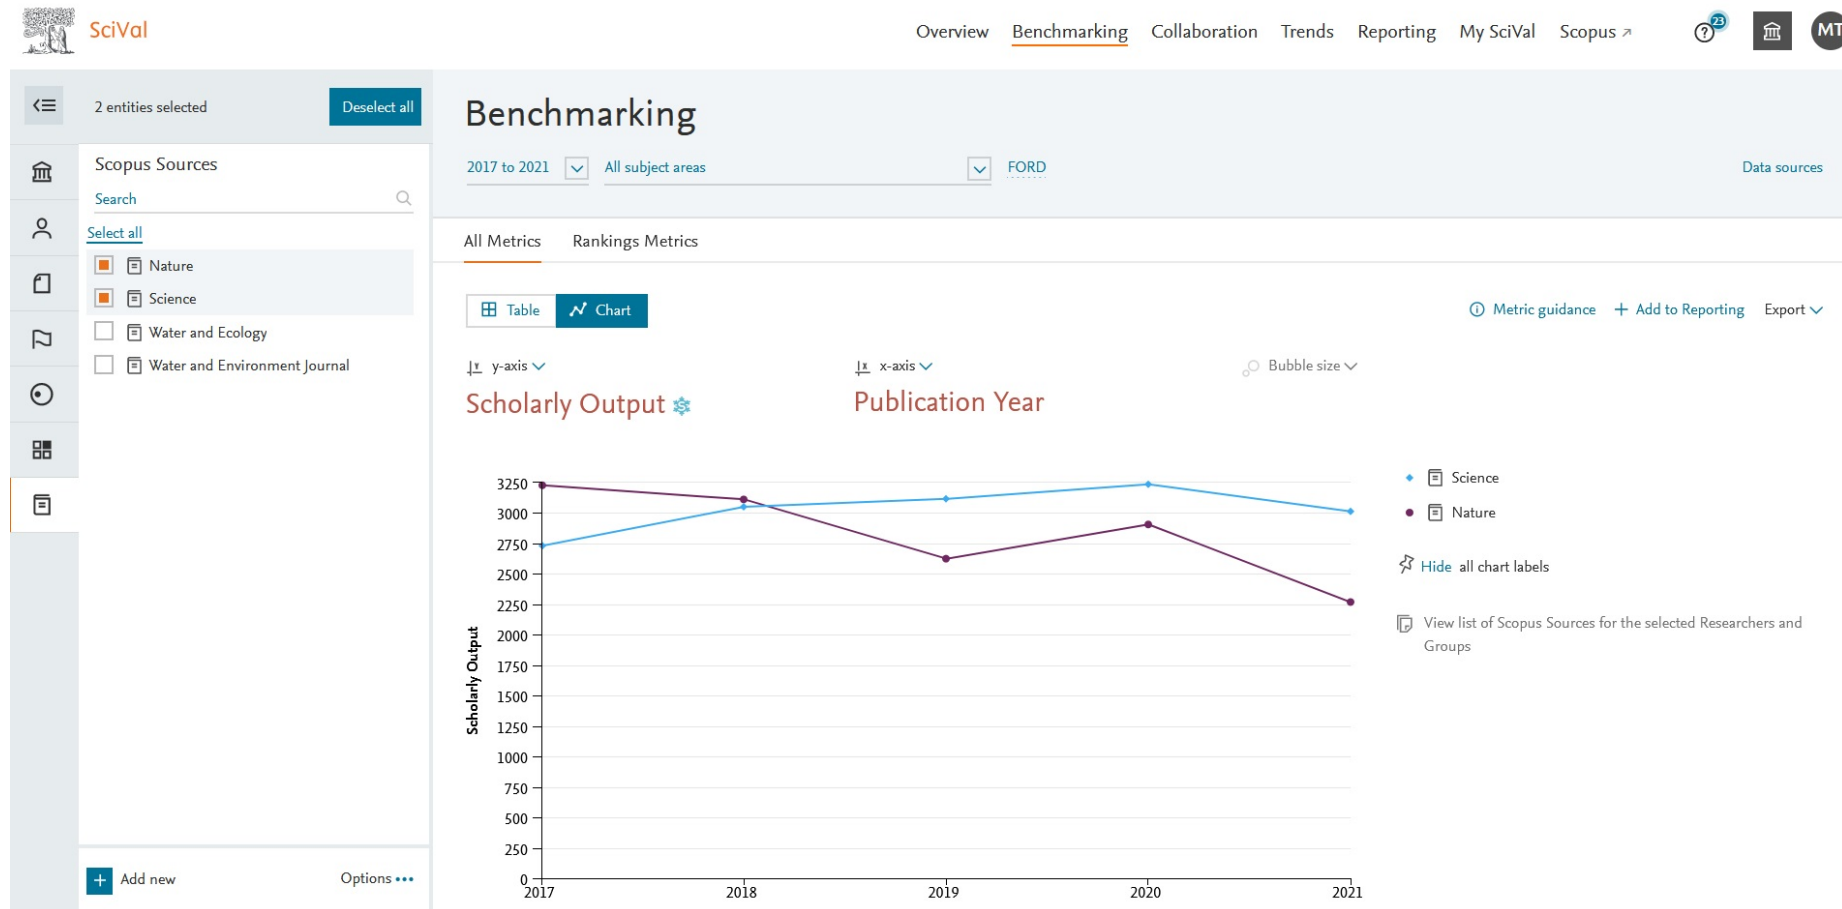 SciVal
Overview Benchmarking Collaboration Trends Reporting My SciVal Scopus ↗ 23 MT
2 entities selected Deselect all
Scopus Sources
Search
Select all
Nature
Science
Water and Ecology
Water and Environment Journal
Add new Options
Benchmarking
2017 to 2021 All subject areas FORD Data sources
All Metrics Rankings Metrics
Table Chart Metric guidance + Add to Reporting Export
y-axis x-axis Bubble size
Scholarly Output Publication Year
3250
3000
2750
2500
2250
2000
1750
1500
1250
1000
750
500
250
0
Scholarly Output
2017 2018 2019 2020 2021
Science
Nature
Hide all chart labels
View list of Scopus Sources for the selected Researchers and
Groups